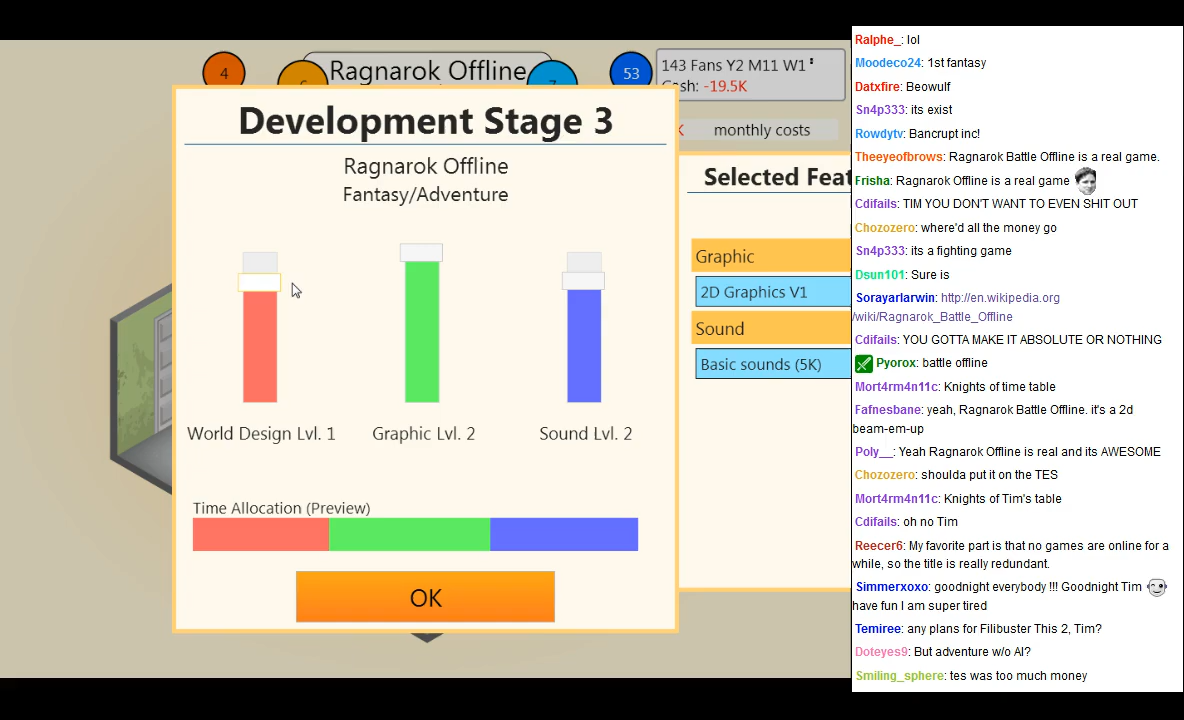 4
Ragnarok Offline
53
143 Fans Y2 M11 W1
Cash: -19.5K
K monthly costs
Development Stage 3
Ragnarok Offline
Fantasy/Adventure
World Design Lvl. 1
Graphic Lvl. 2
Sound Lvl. 2
Time Allocation (Preview)
OK
Selected Feat
Graphic
2D Graphics V1
Sound
Basic sounds (5K)
Ralphe_: lol
Moodeco24: 1st fantasy
Datxfire: Beowulf
Sn4p333: its exist
Rowdytv: Bancrupt inc!
Theeyeofbrows: Ragnarok Battle Offline is a real game.
Frisha: Ragnarok Offline is a real game
Cdifails: TIM YOU DON'T WANT TO EVEN SHIT OUT
Chozozero: where'd all the money go
Sn4p333: its a fighting game
Dsun101: Sure is
Sorayarlarwin: http://en.wikipedia.org
/wiki/Ragnarok_Battle_Offline
Cdifails: YOU GOTTA MAKE IT ABSOLUTE OR NOTHING
Pyorox: battle offline
Mort4rm4n11c: Knights of time table
Fafnesbane: yeah, Ragnarok Battle Offline. it's a 2d
beam-em-up
Poly__: Yeah Ragnarok Offline is real and its AWESOME
Chozozero: shoulda put it on the TES
Mort4rm4n11c: Knights of Tim's table
Cdifails: oh no Tim
Reecer6: My favorite part is that no games are online for a
while, so the title is really redundant.
Simmerxoxo: goodnight everybody !!! Goodnight Tim
have fun I am super tired
Temiree: any plans for Filibuster This 2, Tim?
Doteyes9: But adventure w/o AI?
Smiling_sphere: tes was too much money